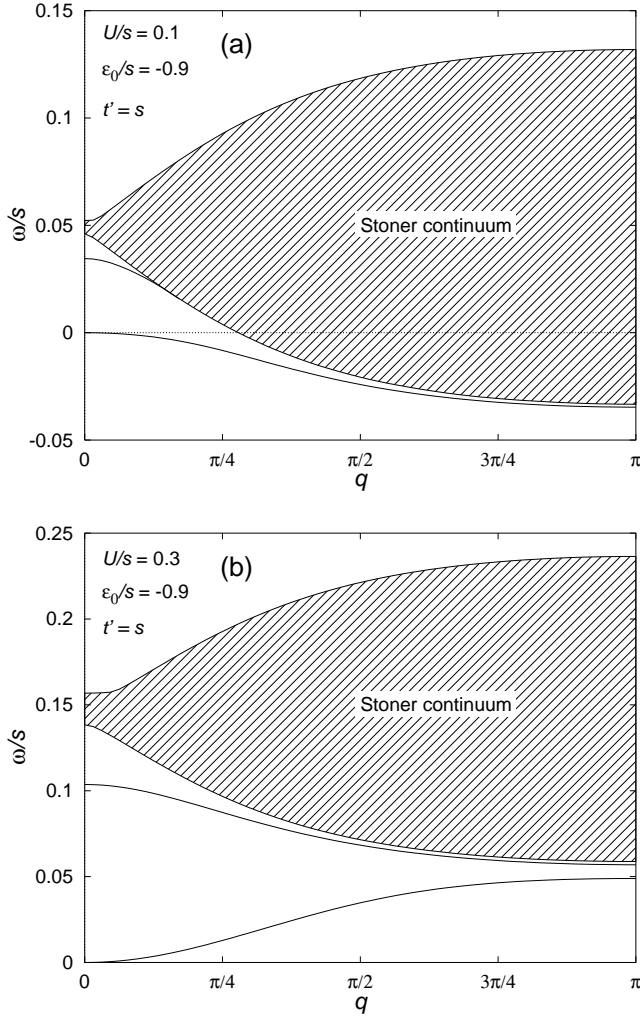 0.15
U/s = 0.1
(a)
ε₀/s = -0.9
t' = s
0.1
ω/s
Stoner continuum
0.05
0
-0.05
0
π/4
π/2
3π/4
π
q
0.25
U/s = 0.3
(b)
ε₀/s = -0.9
t' = s
0.2
0.15
ω/s
Stoner continuum
0.1
0.05
0
0
π/4
π/2
3π/4
π
q